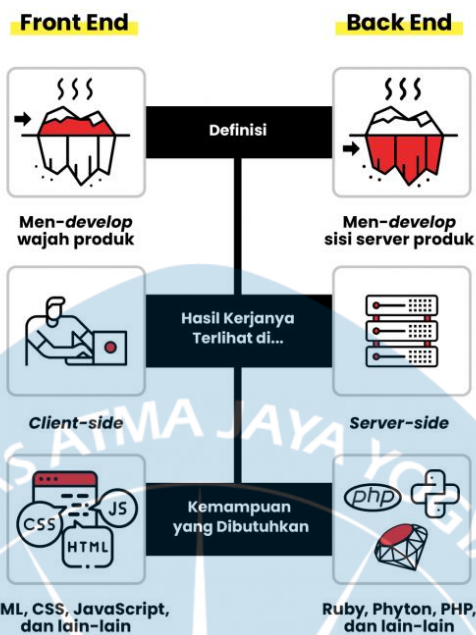 Front End
Back End
Definisi
Men-develop
wajah produk
Men-develop
sisi server produk
Hasil Kerjanya
Terlihat di...
Client-side
Server-side
ATMA JAYA
CSS
JS
HTML
php
Kemampuan
yang Dibutuhkan
ML, CSS, JavaScript,
dan lain-lain
Ruby, Phyton, PHP,
dan lain-lain